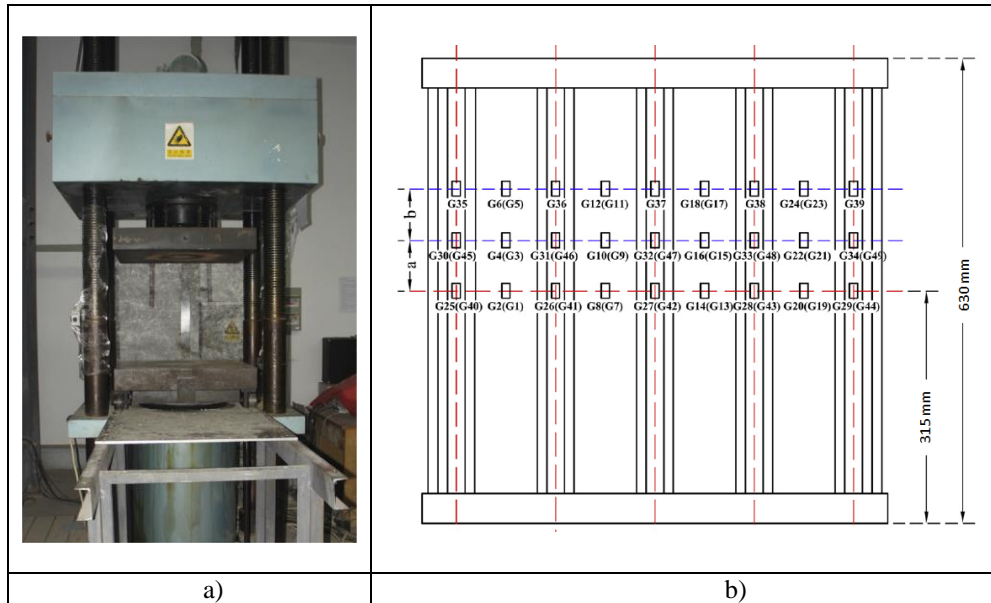 G35 G6(G5) G36 G12(G11) G37 G18(G17) G38 G24(G23) G39
b
G30(G45) G4(G3) G31(G46) G10(G9) G32(G47) G16(G15) G33(G48) G22(G21) G34(G49)
a
G25(G40) G2(G1) G26(G41) G8(G7) G27(G42) G14(G13) G28(G43) G20(G19) G29(G44)
630 mm
315 mm
a)
b)